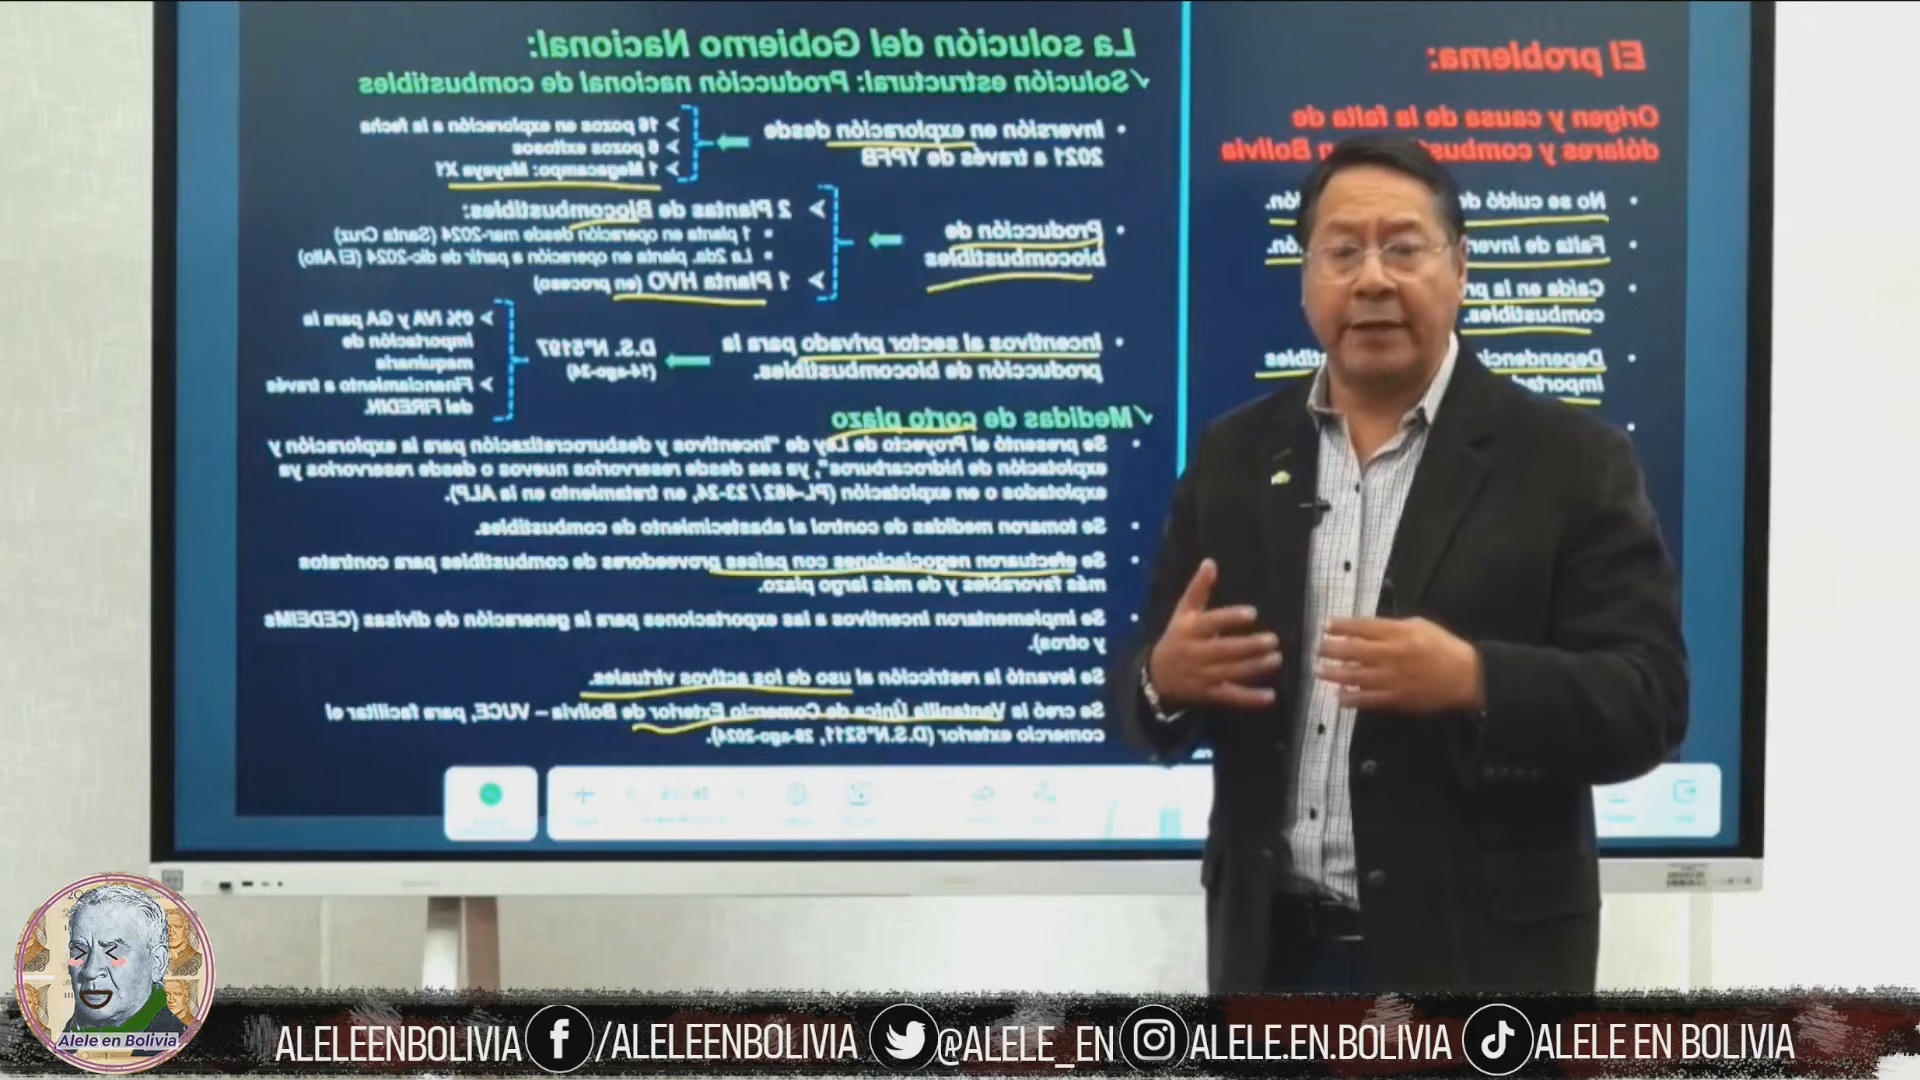 La solución del Gobierno Nacional:
✓Solución estructural: Producción nacional de combustibles
• Inversión en exploración desde
2021 a través de YPFB
➤ 16 pozos en exploración a la fecha
➤ 6 pozos exitosos
➤ 1 Megacampo: Mayaya X1
• Producción de
biocombustibles
➤ 2 Plantas de Biocombustibles:
• 1 planta en operación desde mar-2024 (Santa Cruz)
• La 2da. planta en operación a partir de dic-2024 (El Alto)
➤ 1 Planta HVO (en proceso)
• Incentivos al sector privado para la
producción de biocombustibles.
D.S. N°5197
(14-ago-24)
➤ 0% IVA y GA para la
importación de
maquinaria
➤ Financiamiento a través
del FIREDIN.
✓Medidas de corto plazo
• Se presentó el Proyecto de Ley de "Incentivos y desburocratización para la exploración y
explotación de hidrocarburos", ya sea desde reservorios nuevos o desde reservorios ya
explotados o en explotación (PL-462 / 23-24, en tratamiento en la ALP).
• Se tomaron medidas de control al abastecimiento de combustibles.
• Se efectuaron negociaciones con países proveedores de combustibles para contratos
más favorables y de más largo plazo.
• Se implementaron incentivos a las exportaciones para la generación de divisas (CEDEIMs
y otros).
Se levantó la restricción al uso de los activos virtuales.
Se creó la Ventanilla Única de Comercio Exterior de Bolivia – VUCE, para facilitar el
comercio exterior (D.S.N°5211, 28-ago-2024).
El problema:
Origen y causa de la falta de
dólares y combustibles en Bolivia
• No se cuidó
• Falta de
• Caída en la
combustibles.
•
Alele en Bolivia
ALELEENBOLIVIA
/ALELEENBOLIVIA
@ALELE_EN
ALELE.EN.BOLIVIA
ALELE EN BOLIVIA